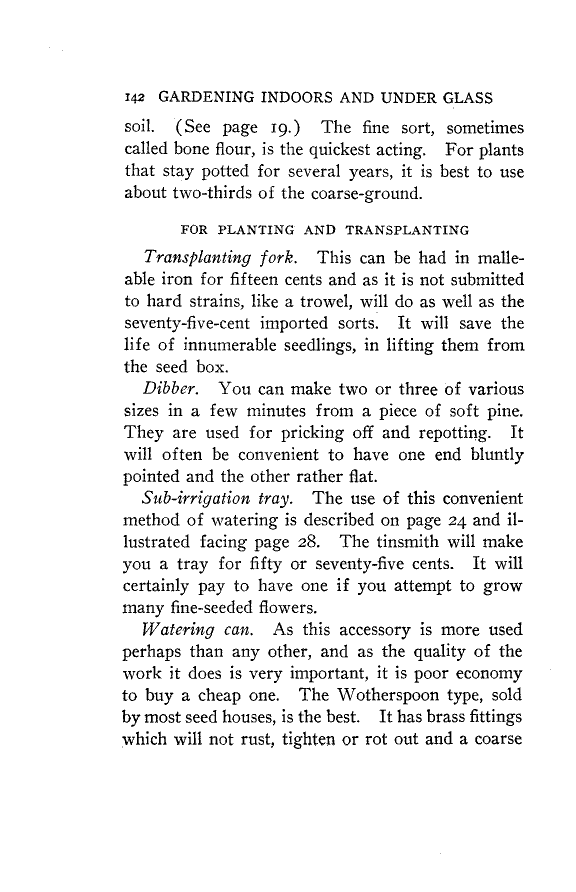 142 GARDENING INDOORS AND UNDER GLASS
soil. (See page 19.) The fine sort, sometimes
called bone flour, is the quickest acting. For plants
that stay potted for several years, it is best to use
about two-thirds of the coarse-ground.
FOR PLANTING AND TRANSPLANTING
Transplanting fork. This can be had in malle-
able iron for fifteen cents and as it is not submitted
to hard strains, like a trowel, will do as well as the
seventy-five-cent imported sorts. It will save the
life of innumerable seedlings, in lifting them from
the seed box.
Dibber. You can make two or three of various
sizes in a few minutes from a piece of soft pine.
They are used for pricking off and repotting. It
will often be convenient to have one end bluntly
pointed and the other rather flat.
Sub-irrigation tray. The use of this convenient
method of watering is described on page 24 and il-
lustrated facing page 28. The tinsmith will make
you a tray for fifty or seventy-five cents. It will
certainly pay to have one if you attempt to grow
many fine-seeded flowers.
Watering can. As this accessory is more used
perhaps than any other, and as the quality of the
work it does is very important, it is poor economy
to buy a cheap one. The Wotherspoon type, sold
by most seed houses, is the best. It has brass fittings
which will not rust, tighten or rot out and a coarse